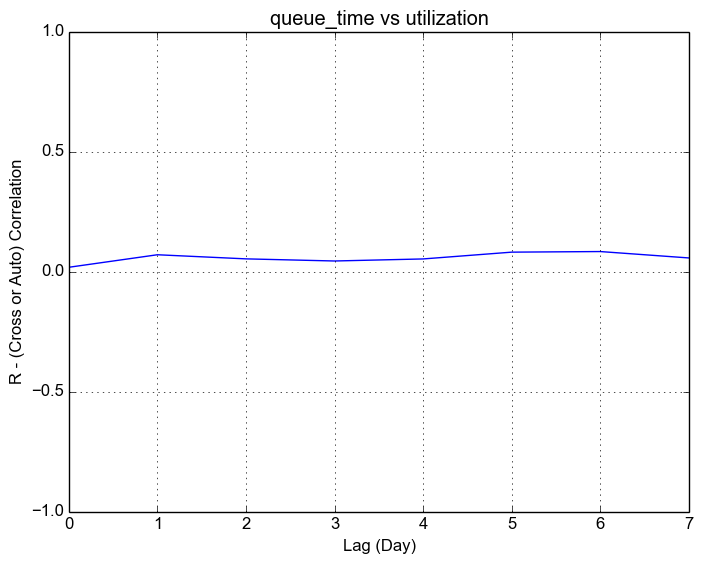 queue_time vs utilization
1.0
0.5
0.0
−0.5
−1.0
R - (Cross or Auto) Correlation
0 1 2 3 4 5 6 7
Lag (Day)